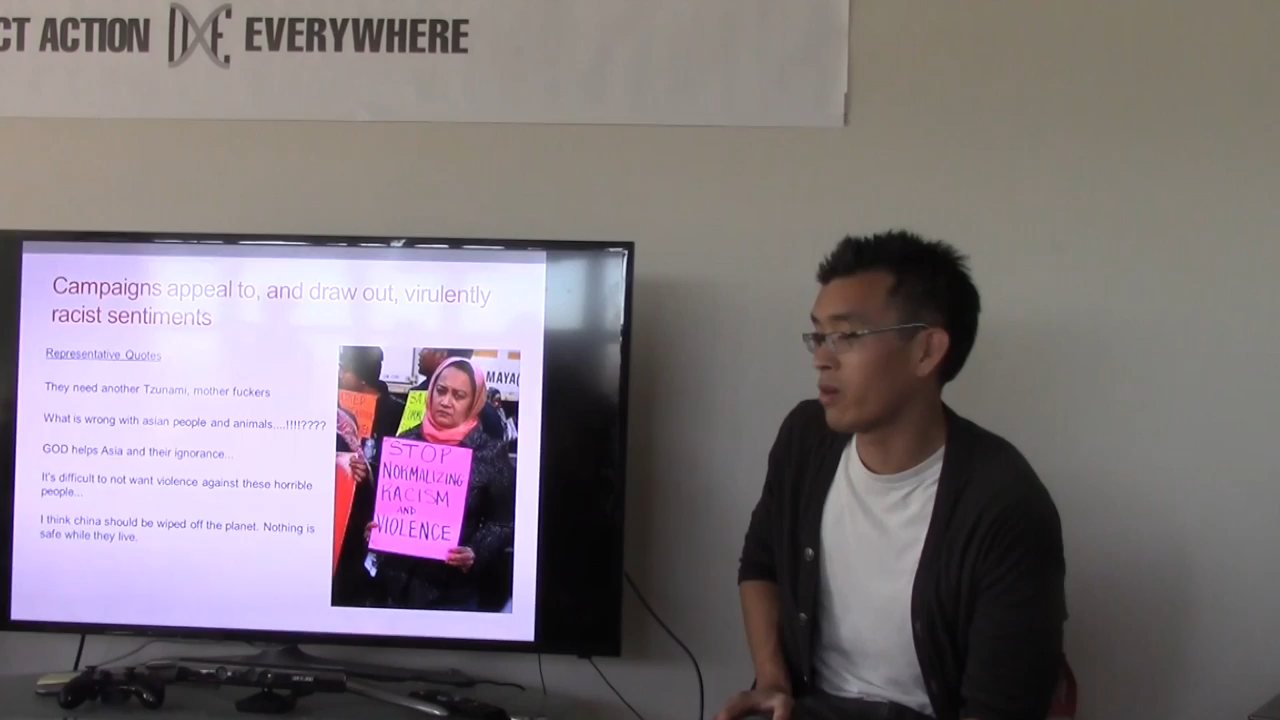 CT ACTION DXE EVERYWHERE
Campaigns appeal to, and draw out, virulently
racist sentiments
Representative Quotes
They need another Tzunami, mother fuckers
What is wrong with asian people and animals....!!!!????
GOD helps Asia and their ignorance...
It's difficult to not want violence against these horrible
people...
I think china should be wiped off the planet. Nothing is
safe while they live.
MAYA
STOP
NORMALIZING
RACISM
AND
VIOLENCE